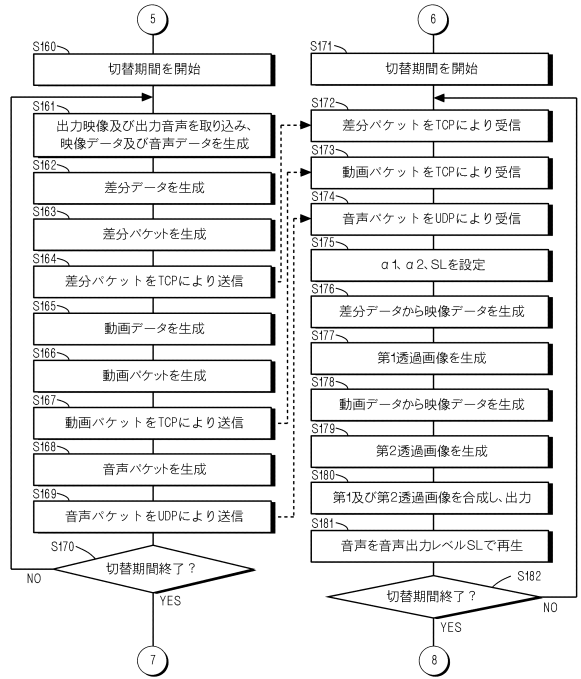 5
S160
切替期間を開始
S161
出力映像及び出力音声を取り込み、
映像データ及び音声データを生成
S162
差分データを生成
S163
差分パケットを生成
S164
差分パケットをTCPにより送信
S165
動画データを生成
S166
動画パケットを生成
S167
動画パケットをTCPにより送信
S168
音声パケットを生成
S169
音声パケットをUDPにより送信
S170
切替期間終了？
NO
YES
7
6
S171
切替期間を開始
S172
差分パケットをTCPにより受信
S173
動画パケットをTCPにより受信
S174
音声パケットをUDPにより受信
S175
α1、α2、SLを設定
S176
差分データから映像データを生成
S177
第1透過画像を生成
S178
動画データから映像データを生成
S179
第2透過画像を生成
S180
第1及び第2透過画像を合成し、出力
S181
音声を音声出力レベルSLで再生
S182
切替期間終了？
NO
YES
8